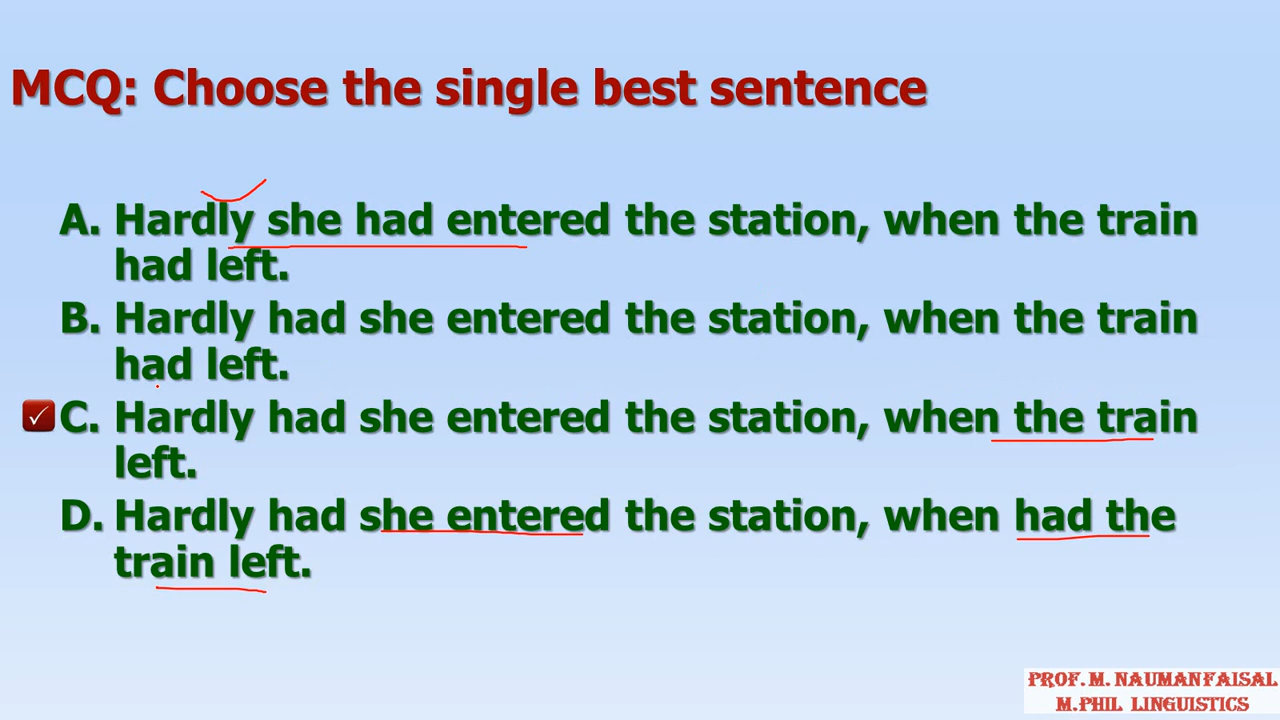 MCQ: Choose the single best sentence
A. Hardly she had entered the station, when the train
had left.
B. Hardly had she entered the station, when the train
had left.
C. Hardly had she entered the station, when the train
left.
D. Hardly had she entered the station, when had the
train left.
PROF. M. NAUMAN FAISAL
M.PHIL LINGUISTICS